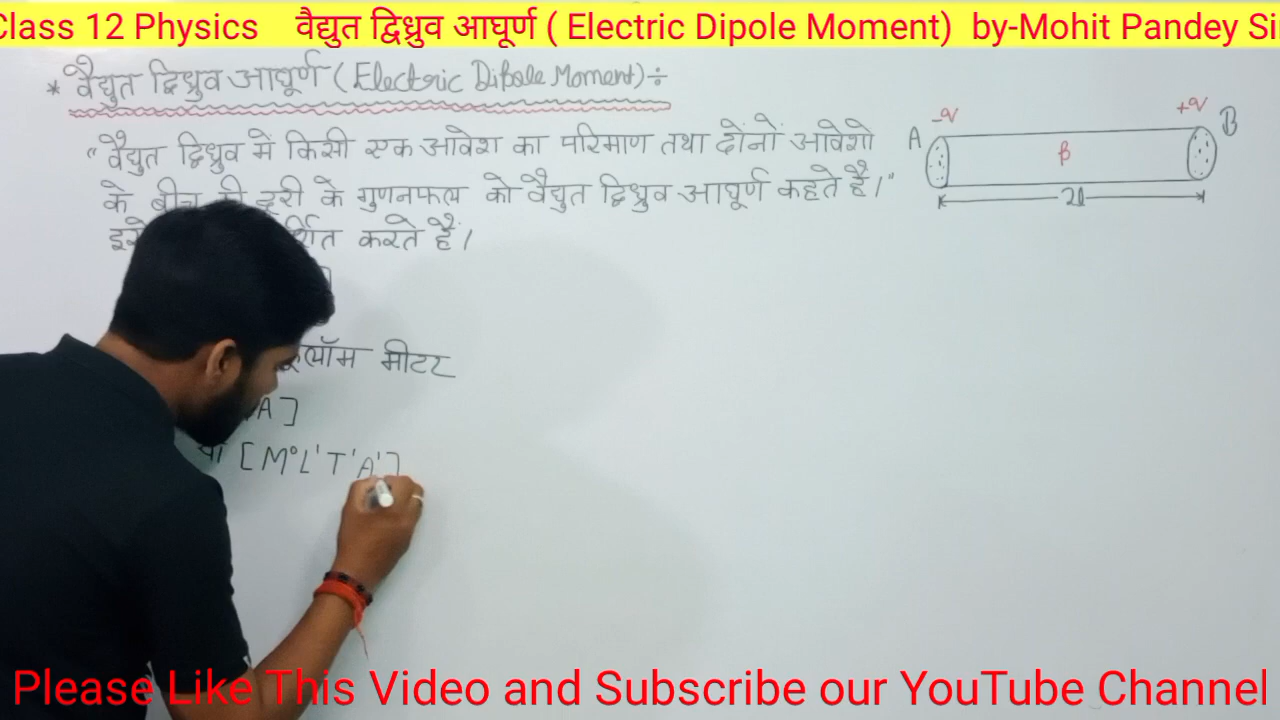 Class 12 Physics वैद्युत द्विध्रुव आघूर्ण ( Electric Dipole Moment) by-Mohit Pandey Si
* वैद्युत द्विध्रुव आघूर्ण ( Electric Dipole Moment) ÷
"वैद्युत द्विध्रुव में किसी एक आवेश का परिमाण तथा दोंनों आवेशो
के बीच की दूरी के गुणनफल को वैद्युत द्विध्रुव आघूर्ण कहते हैं।"
करते हैं।
मीटर
A]
[M⁰L¹T¹A¹]
-q
+q
A
B
2l
Please Like This Video and Subscribe our YouTube Channel